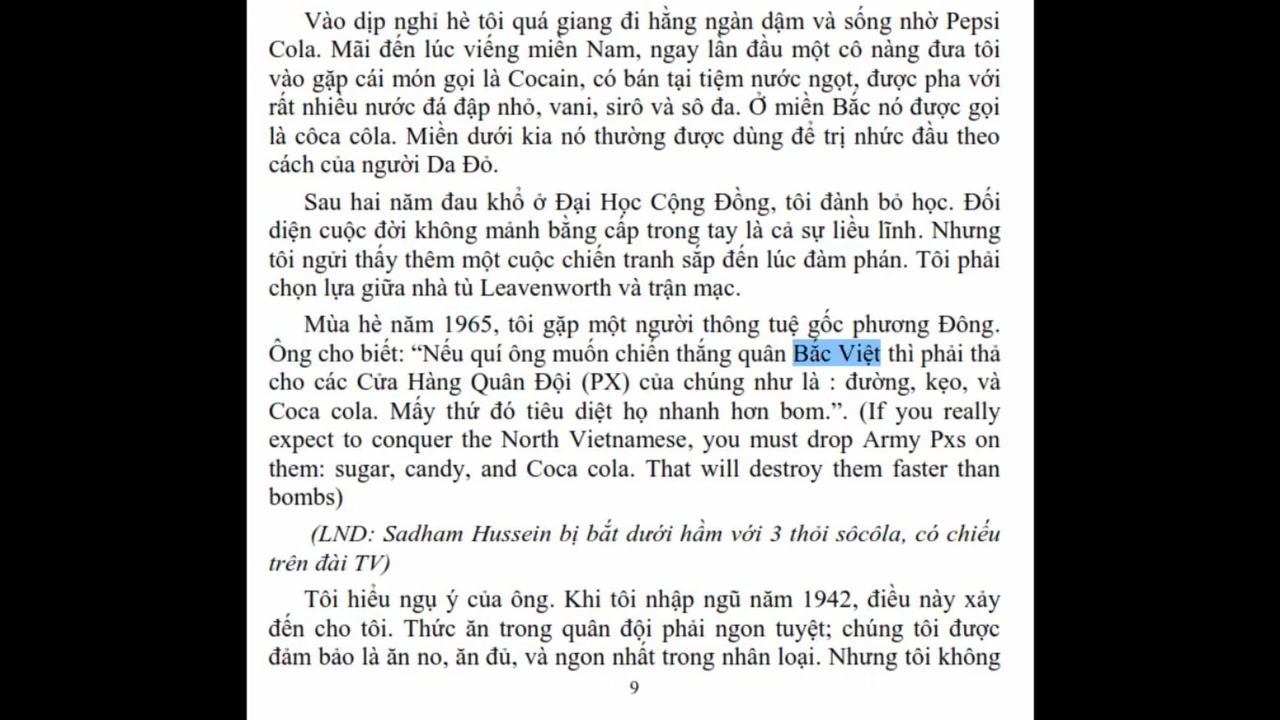 Vào dịp nghỉ hè tôi quá giang đi hằng ngàn dậm và sống nhờ Pepsi
Cola. Mãi đến lúc viếng miền Nam, ngay lần đầu một cô nàng đưa tôi
vào gặp cái món gọi là Cocain, có bán tại tiệm nước ngọt, được pha với
rất nhiều nước đá đập nhỏ, vani, sirô và sô đa. Ở miền Bắc nó được gọi
là côca côla. Miền dưới kia nó thường được dùng để trị nhức đầu theo
cách của người Da Đỏ.
Sau hai năm đau khổ ở Đại Học Cộng Đồng, tôi đành bỏ học. Đối
diện cuộc đời không mảnh bằng cấp trong tay là cả sự liều lĩnh. Nhưng
tôi ngửi thấy thêm một cuộc chiến tranh sắp đến lúc đàm phán. Tôi phải
chọn lựa giữa nhà tù Leavenworth và trận mạc.
Mùa hè năm 1965, tôi gặp một người thông tuệ gốc phương Đông.
Ông cho biết: “Nếu quí ông muốn chiến thắng quân Bắc Việt thì phải thả
cho các Cửa Hàng Quân Đội (PX) của chúng như là : đường, kẹo, và
Coca cola. Mấy thứ đó tiêu diệt họ nhanh hơn bom.”. (If you really
expect to conquer the North Vietnamese, you must drop Army Pxs on
them: sugar, candy, and Coca cola. That will destroy them faster than
bombs)
(LND: Sadham Hussein bị bắt dưới hầm với 3 thỏi sôcôla, có chiếu
trên đài TV)
Tôi hiểu ngụ ý của ông. Khi tôi nhập ngũ năm 1942, điều này xảy
đến cho tôi. Thức ăn trong quân đội phải ngon tuyệt; chúng tôi được
đảm bảo là ăn no, ăn đủ, và ngon nhất trong nhân loại. Nhưng tôi không
9